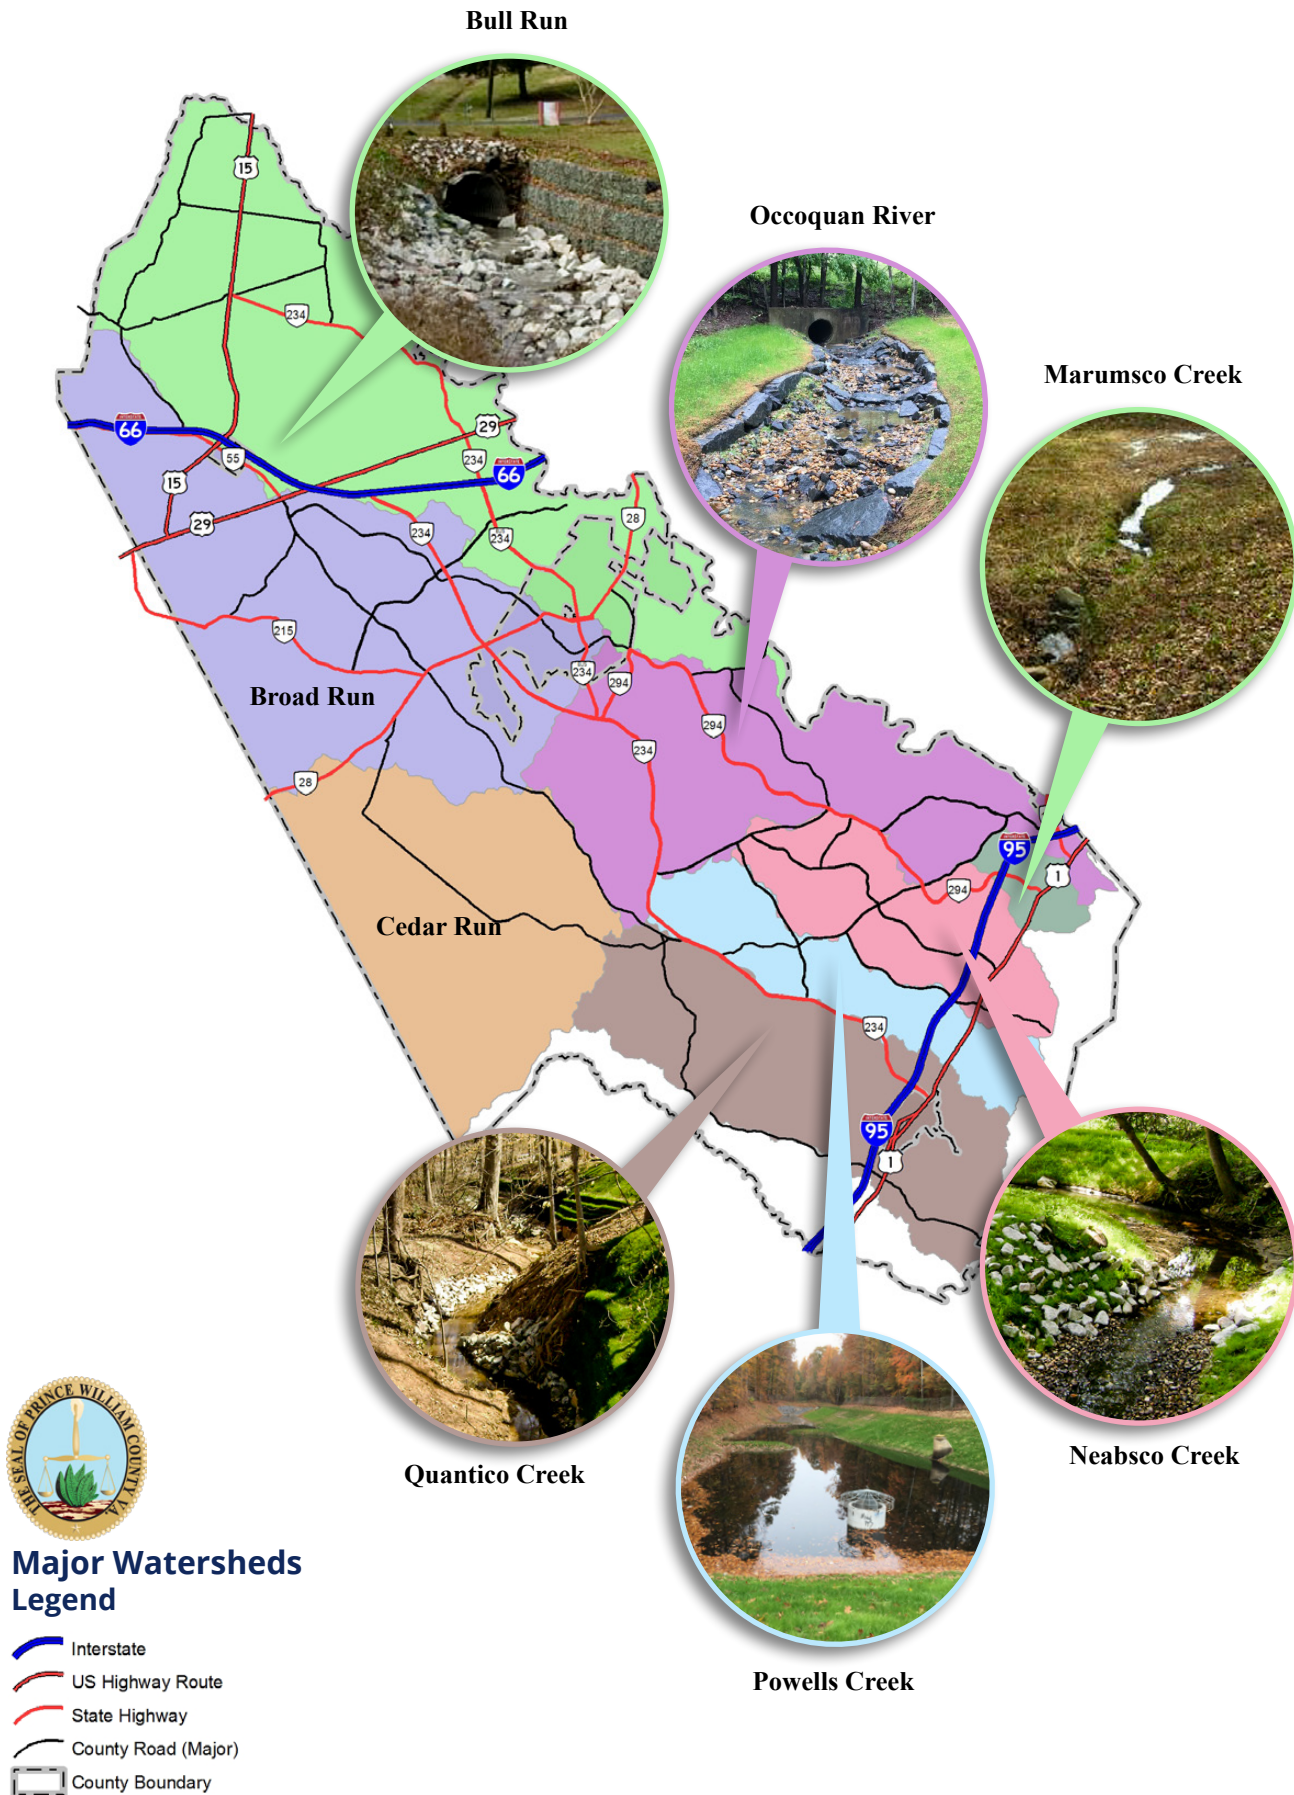 Bull Run
Occoquan River
Marumsco Creek
15
234
66
55
29
234
66
15
29
234
234
28
215
234
294
294
234
Broad Run
28
95
1
294
Cedar Run
234
95
1
Quantico Creek
Neabsco Creek
Powells Creek
THE SEAL OF PRINCE WILLIAM COUNTY VA.
Major Watersheds
Legend
Interstate
US Highway Route
State Highway
County Road (Major)
County Boundary